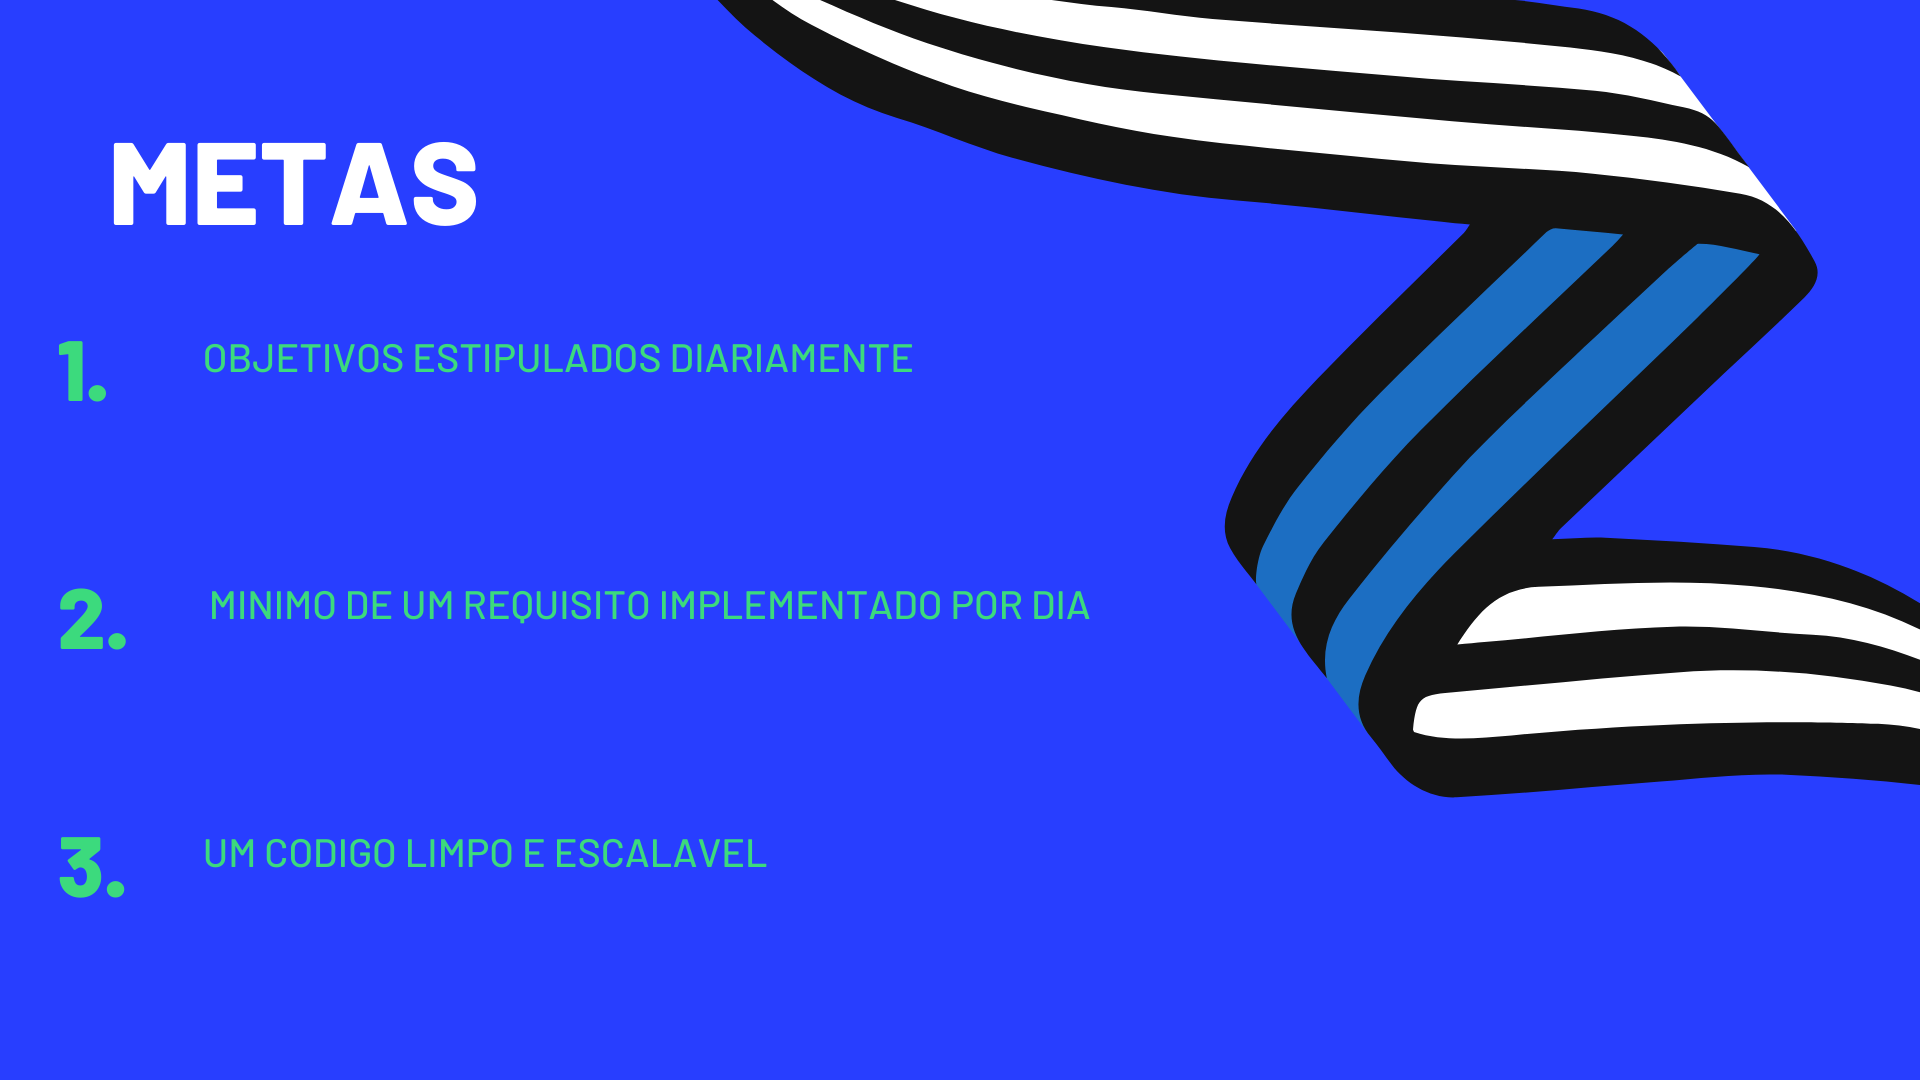 METAS
1. OBJETIVOS ESTIPULADOS DIARIAMENTE
2. MINIMO DE UM REQUISITO IMPLEMENTADO POR DIA
3. UM CODIGO LIMPO E ESCALAVEL